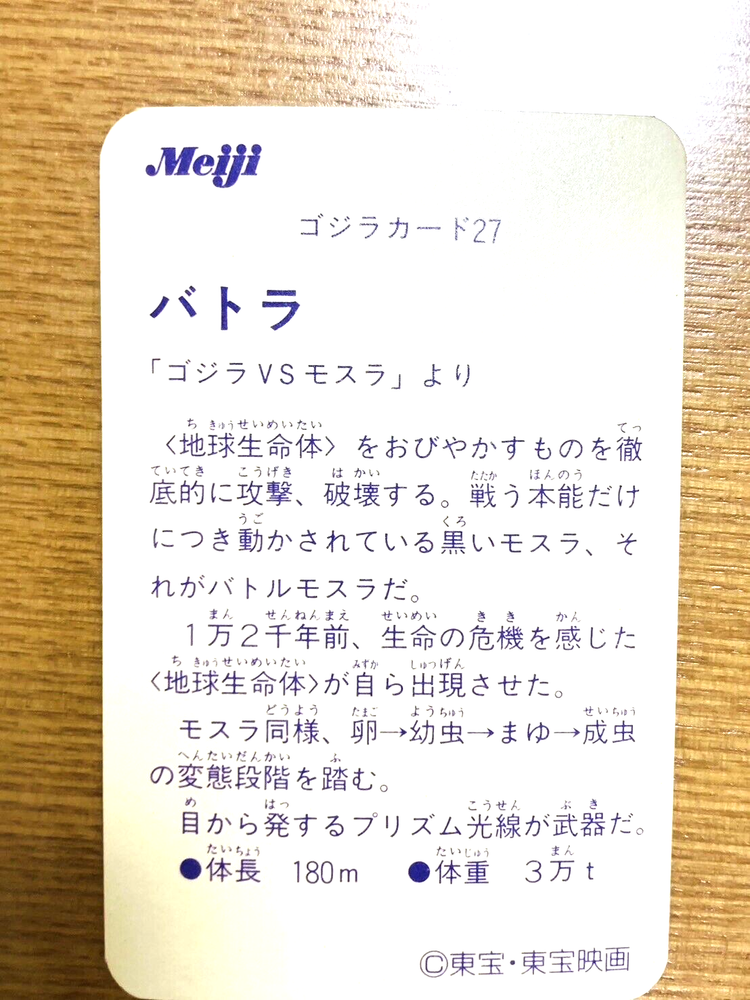 Meiji
ゴジラカード27
バトラ
「ゴジラVSモスラ」より
〈地球生命体〉をおびやかすものを徹
底的に攻撃、破壊する。戦う本能だけ
につき動かされている黒いモスラ、そ
れがバトルモスラだ。
1万2千年前、生命の危機を感じた
〈地球生命体〉が自ら出現させた。
モスラ同様、卵→幼虫→まゆ→成虫
の変態段階を踏む。
目から発するプリズム光線が武器だ。
●体長 180m ●体重 3万t
©東宝・東宝映画